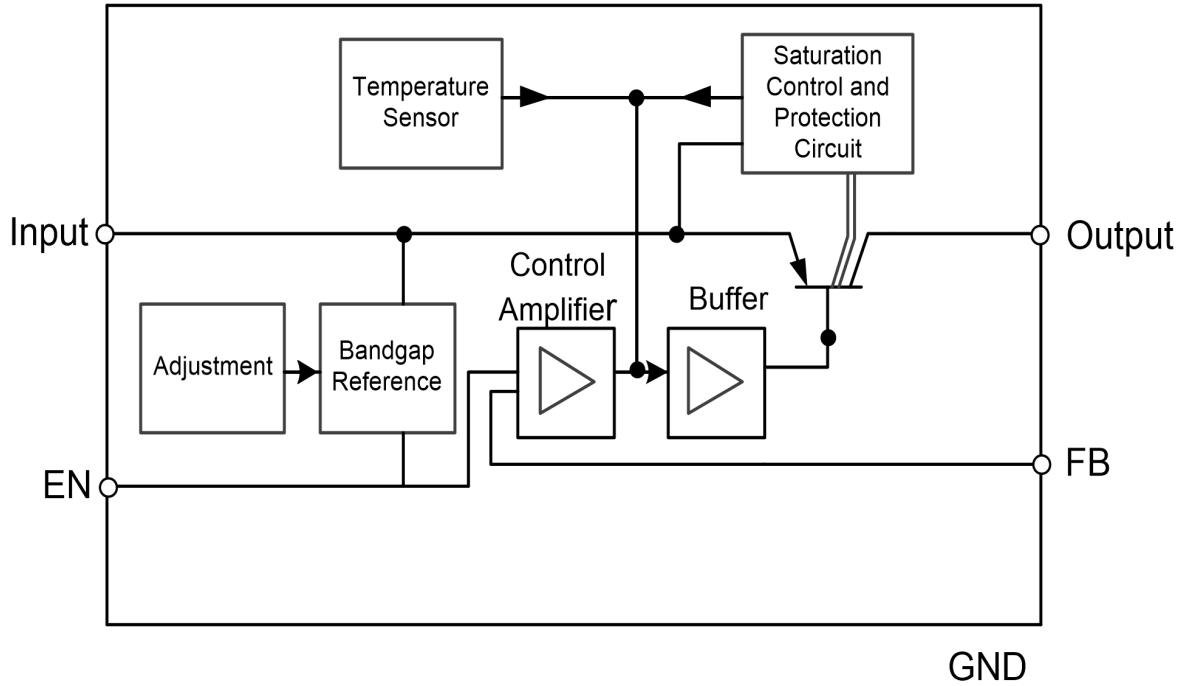 Temperature
Sensor
Saturation
Control and
Protection
Circuit
Input
Output
Control
Amplifier
Buffer
Adjustment
Bandgap
Reference
EN
FB
GND